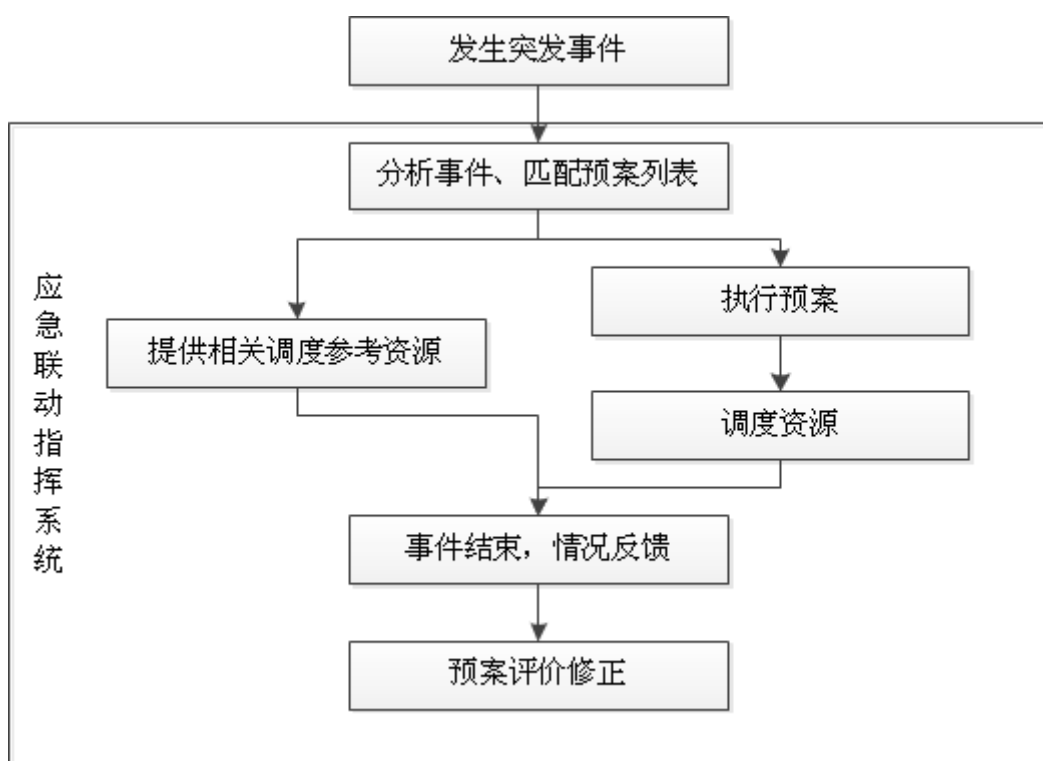 发生突发事件
分析事件、匹配预案列表
应急联动指挥系统
执行预案
提供相关调度参考资源
调度资源
事件结束，情况反馈
预案评价修正